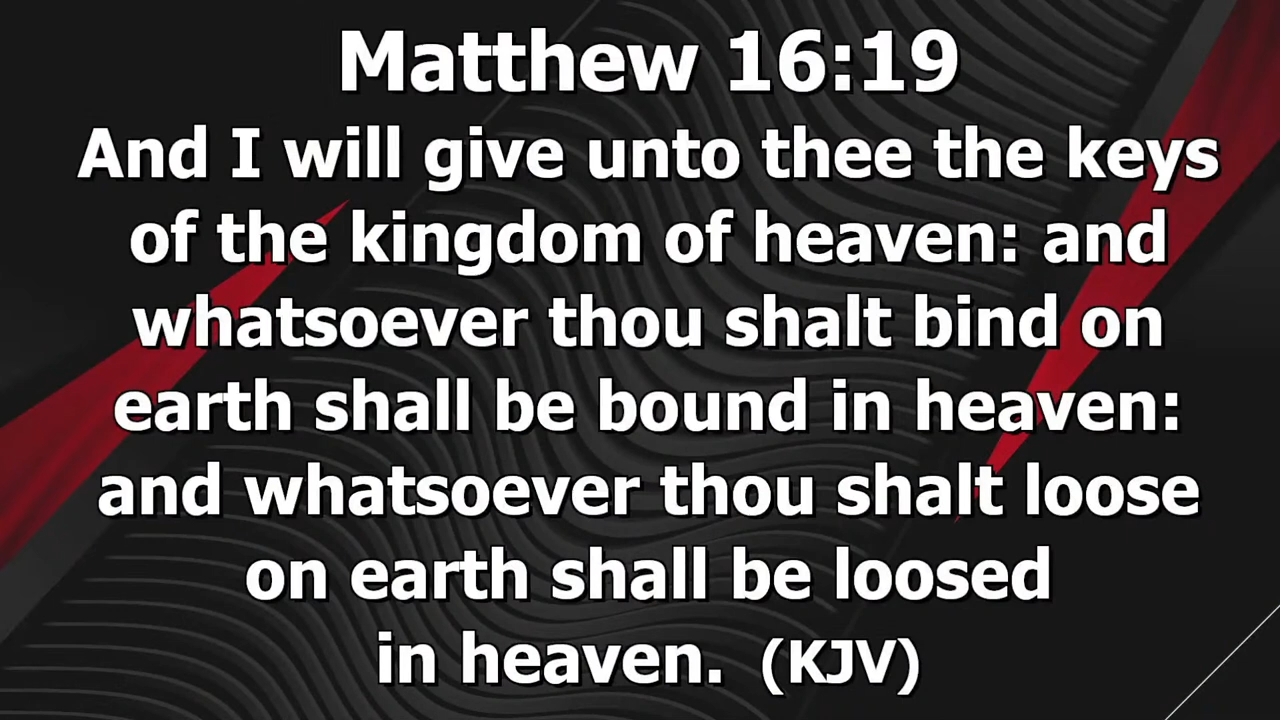 Matthew 16:19
And I will give unto thee the keys
of the kingdom of heaven: and
whatsoever thou shalt bind on
earth shall be bound in heaven:
and whatsoever thou shalt loose
on earth shall be loosed
in heaven. (KJV)